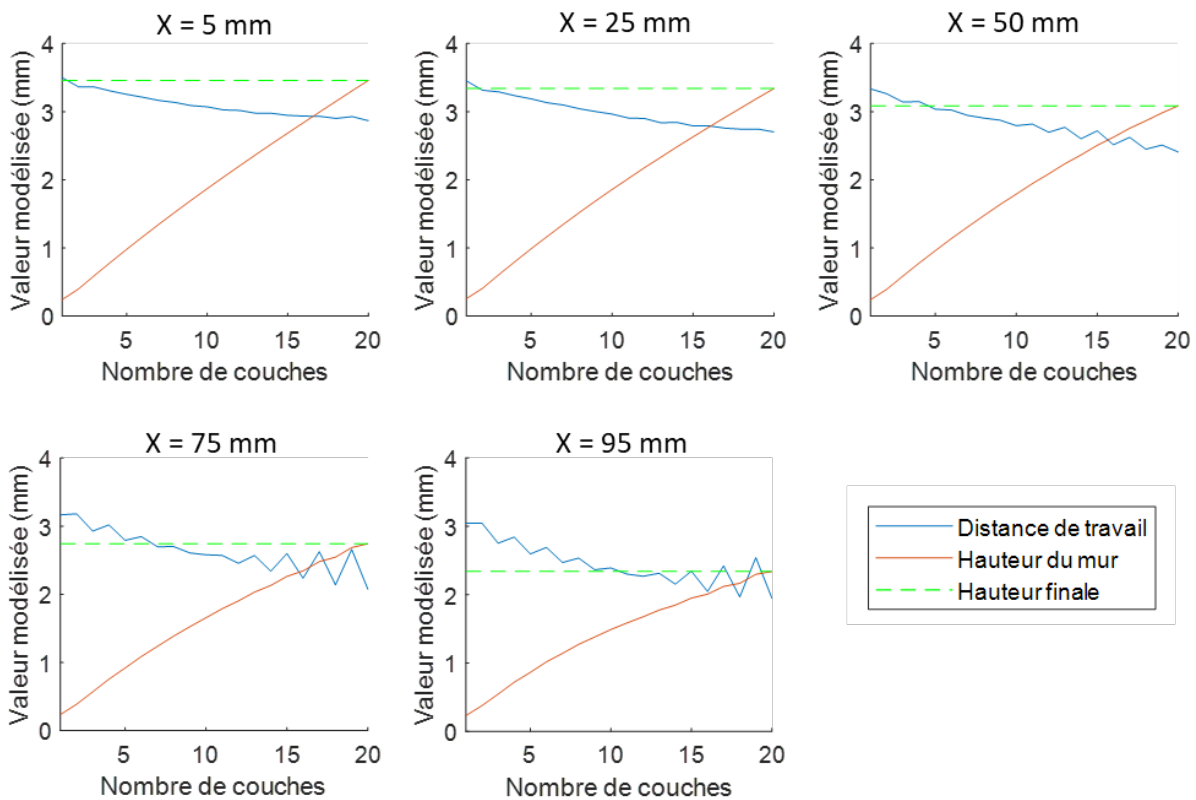 X = 5 mm
Valeur modélisée (mm)
4
3
2
1
0
5
10
15
20
Nombre de couches
X = 25 mm
Valeur modélisée (mm)
4
3
2
1
0
5
10
15
20
Nombre de couches
X = 50 mm
Valeur modélisée (mm)
4
3
2
1
0
5
10
15
20
Nombre de couches
X = 75 mm
Valeur modélisée (mm)
4
3
2
1
0
5
10
15
20
Nombre de couches
X = 95 mm
Valeur modélisée (mm)
4
3
2
1
0
5
10
15
20
Nombre de couches
Distance de travail
Hauteur du mur
Hauteur finale